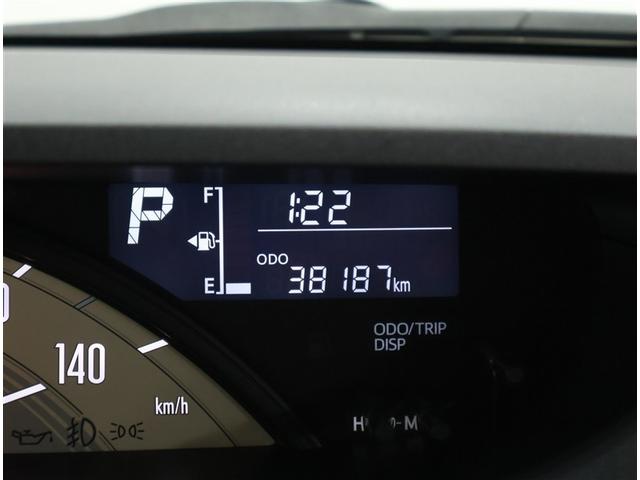 P
F
1:22
ODO
E
38187km
ODO/TRIP
DISP
140
km/h